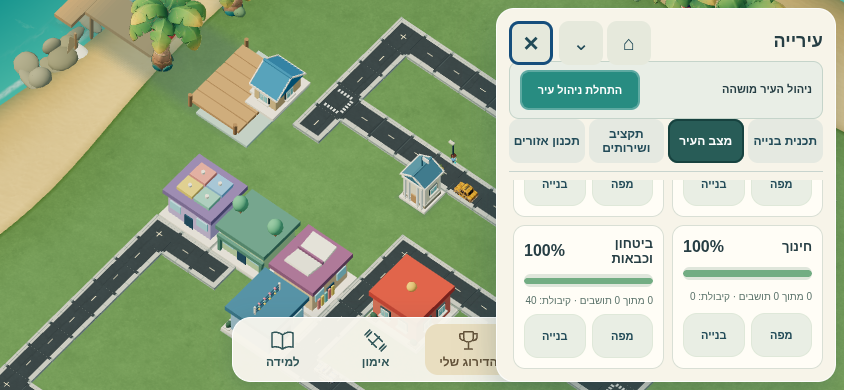 עירייה
ניהול העיר מושהה
התחלת ניהול עיר
תכנית בנייה
מצב העיר
תקציב
ושירותים
תכנון אזורים
מפה
בנייה
מפה
בנייה
חינוך
100%
0 מתוך 0 תושבים · קיבולת: 0
מפה
בנייה
ביטחון
וכבאות
100%
0 מתוך 0 תושבים · קיבולת: 40
מפה
בנייה
הדירוג שלי
אימון
למידה